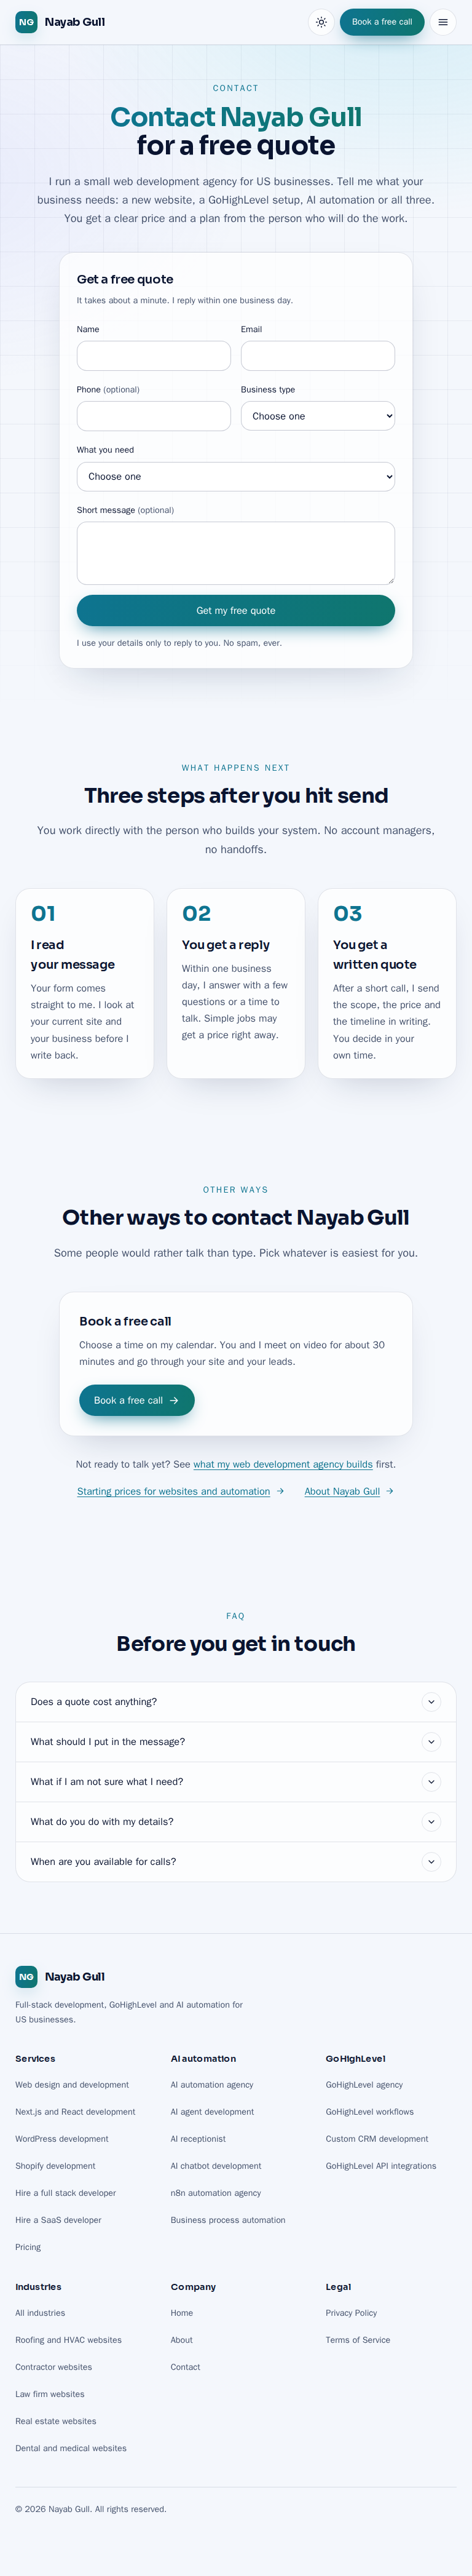 NG Nayab Gull
Book a free call
CONTACT
Contact Nayab Gull
for a free quote
I run a small web development agency for US businesses. Tell me what your
business needs: a new website, a GoHighLevel setup, AI automation or all three.
You get a clear price and a plan from the person who will do the work.
Get a free quote
It takes about a minute. I reply within one business day.
Name
Email
Phone (optional)
Business type
Choose one
What you need
Choose one
Short message (optional)
Get my free quote
I use your details only to reply to you. No spam, ever.
WHAT HAPPENS NEXT
Three steps after you hit send
You work directly with the person who builds your system. No account managers,
no handoffs.
01
I read
your message
Your form comes
straight to me. I look at
your current site and
your business before I
write back.
02
You get a reply
Within one business
day, I answer with a few
questions or a time to
talk. Simple jobs may
get a price right away.
03
You get a
written quote
After a short call, I send
the scope, the price and
the timeline in writing.
You decide in your
own time.
OTHER WAYS
Other ways to contact Nayab Gull
Some people would rather talk than type. Pick whatever is easiest for you.
Book a free call
Choose a time on my calendar. You and I meet on video for about 30
minutes and go through your site and your leads.
Book a free call →
Not ready to talk yet? See what my web development agency builds first.
Starting prices for websites and automation → About Nayab Gull →
FAQ
Before you get in touch
Does a quote cost anything?
What should I put in the message?
What if I am not sure what I need?
What do you do with my details?
When are you available for calls?
NG Nayab Gull
Full-stack development, GoHighLevel and AI automation for
US businesses.
Services
Web design and development
Next.js and React development
WordPress development
Shopify development
Hire a full stack developer
Hire a SaaS developer
Pricing
AI automation
AI automation agency
AI agent development
AI receptionist
AI chatbot development
n8n automation agency
Business process automation
GoHighLevel
GoHighLevel agency
GoHighLevel workflows
Custom CRM development
GoHighLevel API integrations
Industries
All industries
Roofing and HVAC websites
Contractor websites
Law firm websites
Real estate websites
Dental and medical websites
Company
Home
About
Contact
Legal
Privacy Policy
Terms of Service
© 2026 Nayab Gull. All rights reserved.